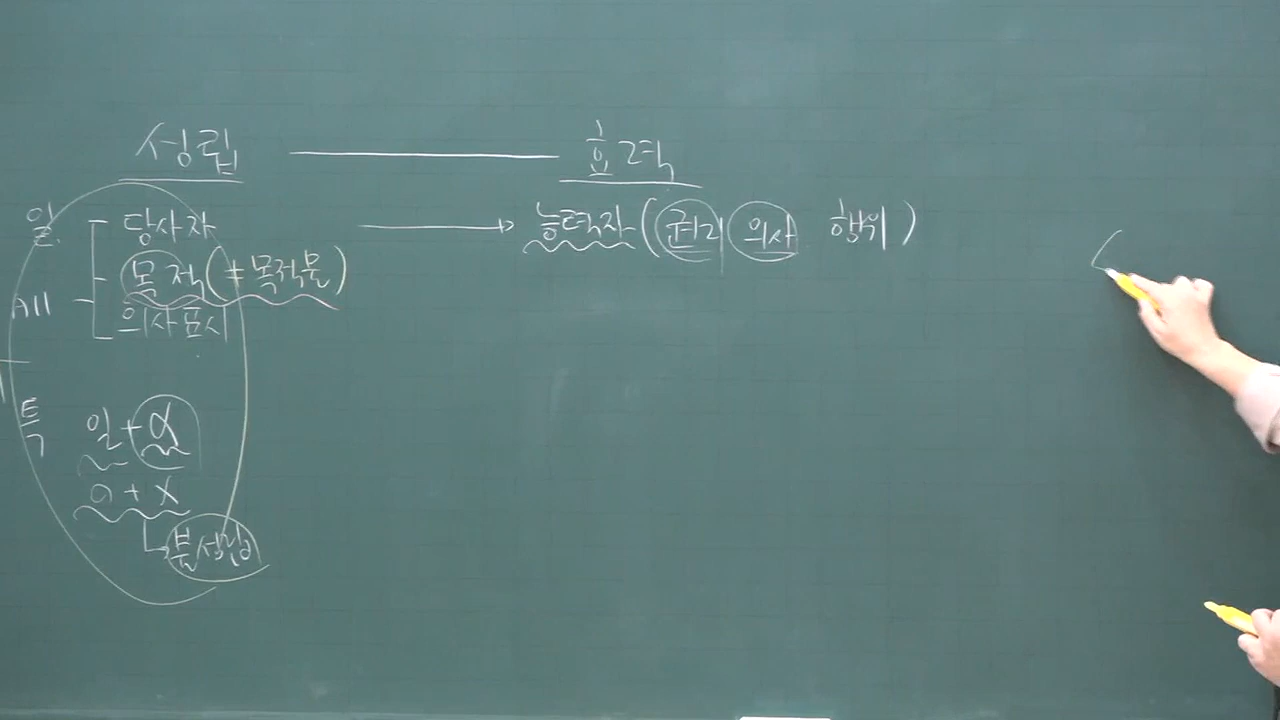 성립 ——— 효력
일. 당사자 → 능력자 (권리 의사 행위)
목적 (≠ 목적물)
All
의사표시
특
일 + α
o + x
↳ 불성립